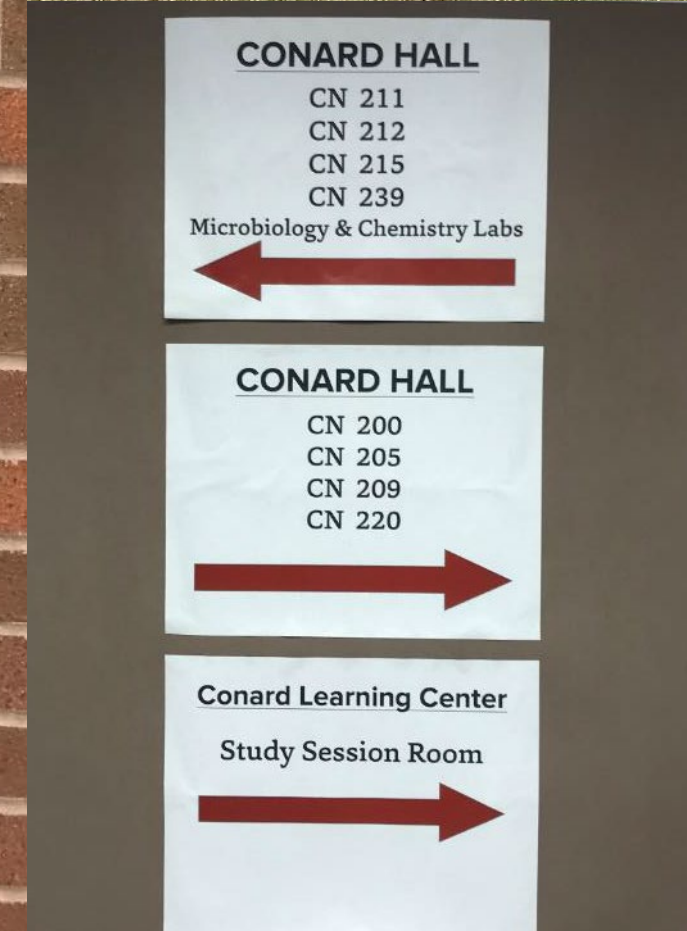 CONARD HALL
CN 211
CN 212
CN 215
CN 239
Microbiology & Chemistry Labs
CONARD HALL
CN 200
CN 205
CN 209
CN 220
Conard Learning Center
Study Session Room